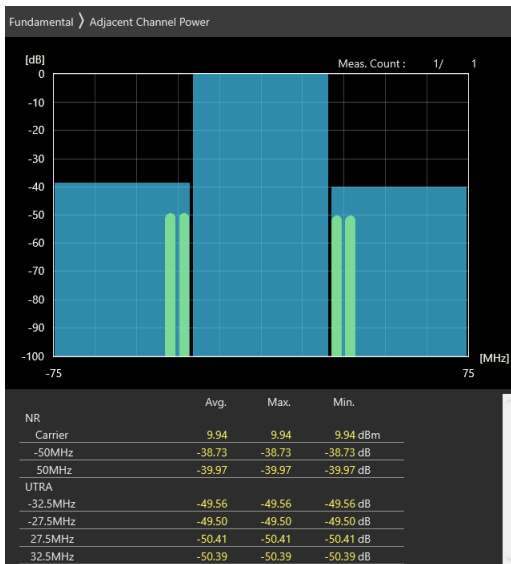 Fundamental ⟩ Adjacent Channel Power
[dB]
Meas. Count : 1/ 1
0
-10
-20
-30
-40
-50
-60
-70
-80
-90
-100
[MHz]
-75 75
Avg. Max. Min.
NR
Carrier 9.94 9.94 9.94 dBm
-50MHz -38.73 -38.73 -38.73 dB
50MHz -39.97 -39.97 -39.97 dB
UTRA
-32.5MHz -49.56 -49.56 -49.56 dB
-27.5MHz -49.50 -49.50 -49.50 dB
27.5MHz -50.41 -50.41 -50.41 dB
32.5MHz -50.39 -50.39 -50.39 dB